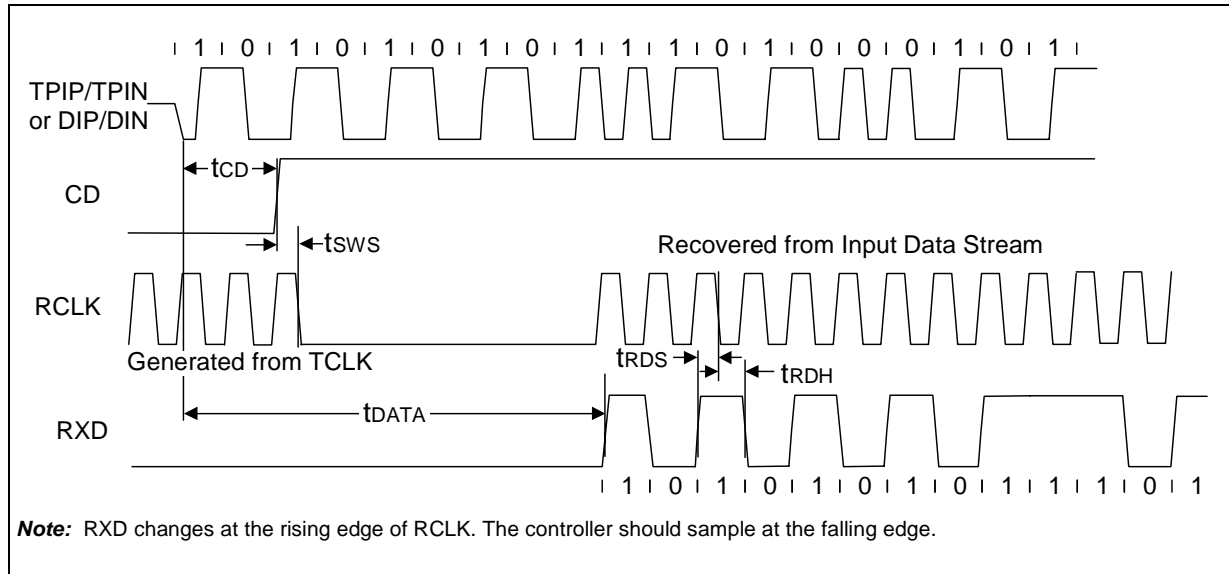 1 0 1 0 1 0 1 0 1 1 1 0 1 0 0 0 1 0 1
TPIP/TPIN
or DIP/DIN
tCD
CD
tSWS
Recovered from Input Data Stream
RCLK
Generated from TCLK
tRDS
tRDH
tDATA
RXD
1 0 1 0 1 0 1 0 1 1 1 0 1
Note: RXD changes at the rising edge of RCLK. The controller should sample at the falling edge.